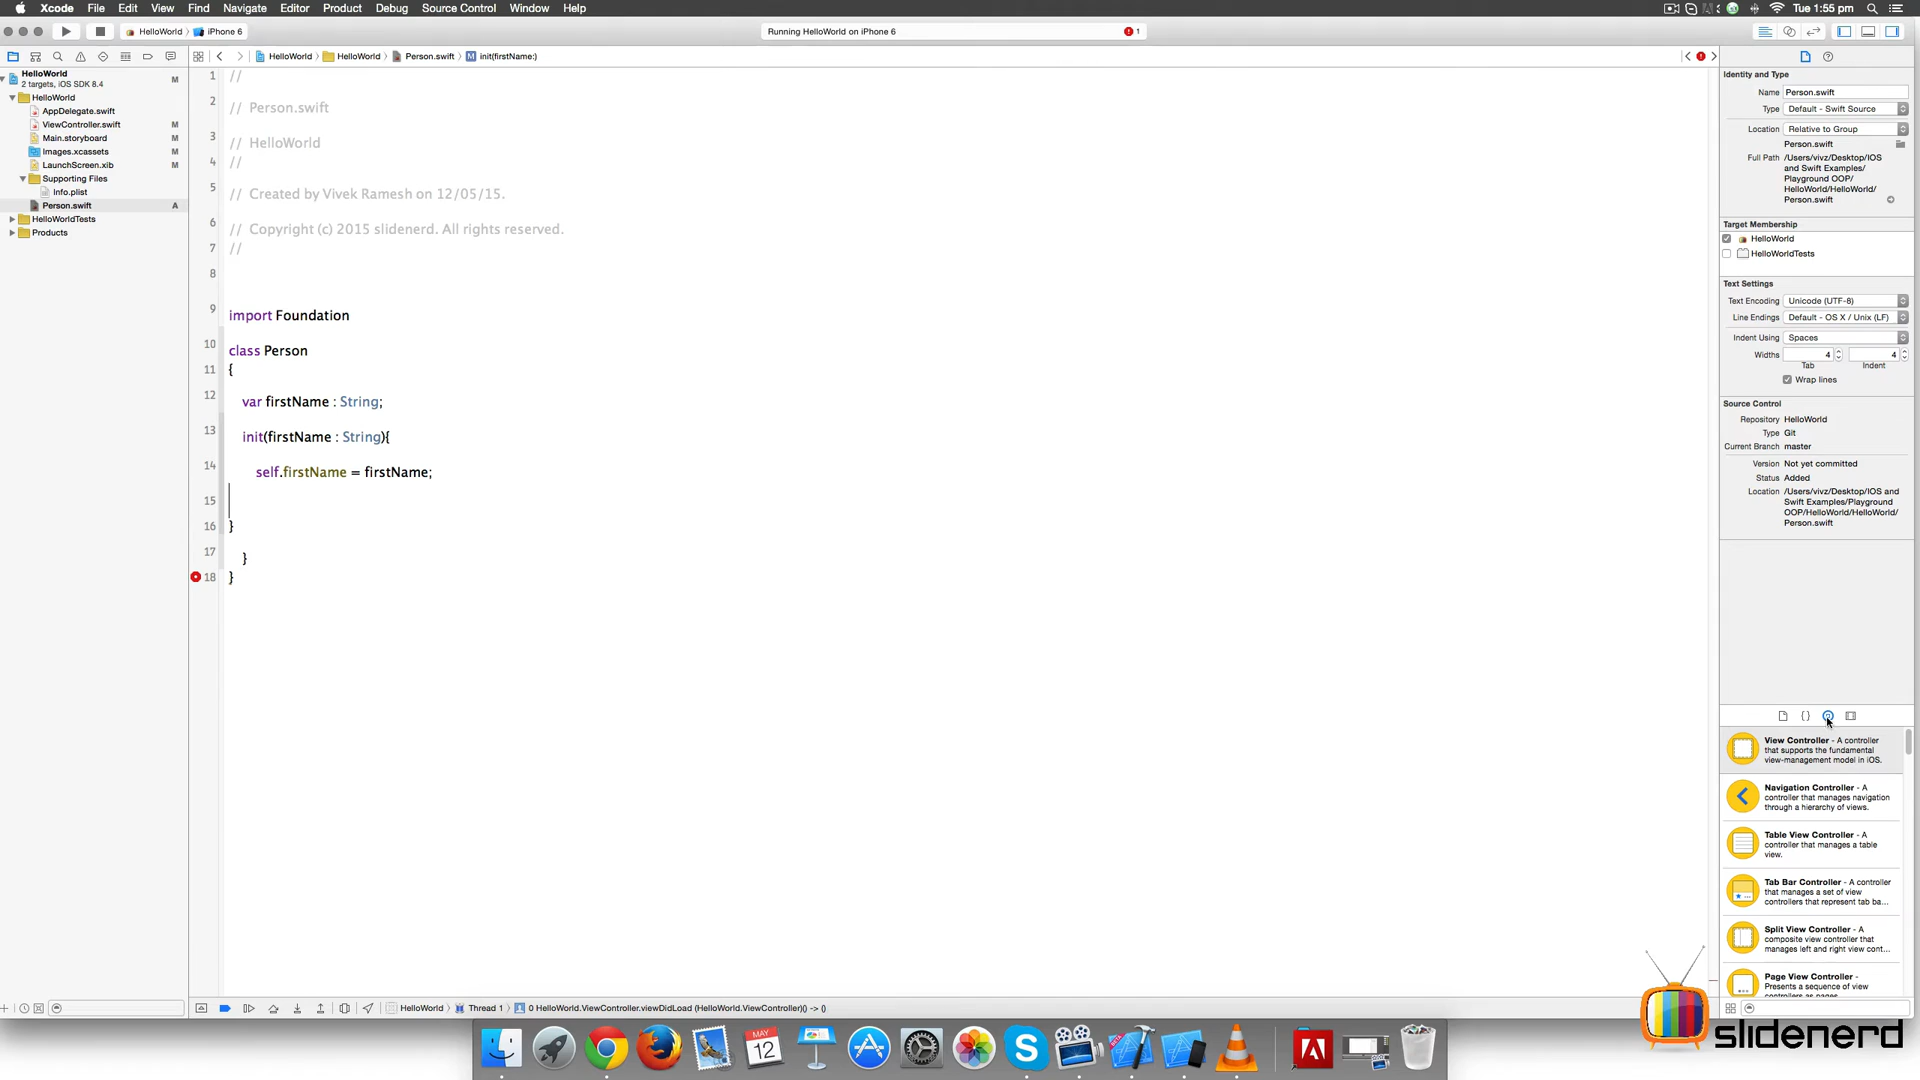 Xcode File Edit View Find Navigate Editor Product Debug Source Control Window Help Tue 1:55 pm
HelloWorld iPhone 6 Running HelloWorld on iPhone 6 1
HelloWorld HelloWorld Person.swift M init(firstName:)
HelloWorld M
2 targets, iOS SDK 8.4
HelloWorld
AppDelegate.swift
ViewController.swift M
Main.storyboard M
Images.xcassets M
LaunchScreen.xib M
Supporting Files
Info.plist
Person.swift A
HelloWorldTests
Products
1 //
2 // Person.swift
3 // HelloWorld
4 //
5 // Created by Vivek Ramesh on 12/05/15.
6 // Copyright (c) 2015 slidenerd. All rights reserved.
7 //
8
9 import Foundation
10 class Person
11 {
12 var firstName : String;
13 init(firstName : String){
14 self.firstName = firstName;
15
16 }
17 }
18 }
Identity and Type
Name Person.swift
Type Default - Swift Source
Location Relative to Group
Person.swift
Full Path /Users/vivz/Desktop/IOS
and Swift Examples/
Playground OOP/
HelloWorld/HelloWorld/
Person.swift
Target Membership
HelloWorld
HelloWorldTests
Text Settings
Text Encoding Unicode (UTF-8)
Line Endings Default - OS X / Unix (LF)
Indent Using Spaces
Widths 4 4
Tab Indent
Wrap lines
Source Control
Repository HelloWorld
Type Git
Current Branch master
Version Not yet committed
Status Added
Location /Users/vivz/Desktop/IOS and
Swift Examples/Playground
OOP/HelloWorld/HelloWorld/
Person.swift
{ }
View Controller - A controller
that supports the fundamental
view-management model in iOS.
Navigation Controller - A
controller that manages navigation
through a hierarchy of views.
Table View Controller - A
controller that manages a table
view.
Tab Bar Controller - A controller
that manages a set of view
controllers that represent tab ba...
Split View Controller - A
composite view controller that
manages left and right view cont...
Page View Controller -
Presents a sequence of view
controllers as pages.
HelloWorld Thread 1 0 HelloWorld.ViewController.viewDidLoad (HelloWorld.ViewController)() -> ()
MAY
12
slidenerd